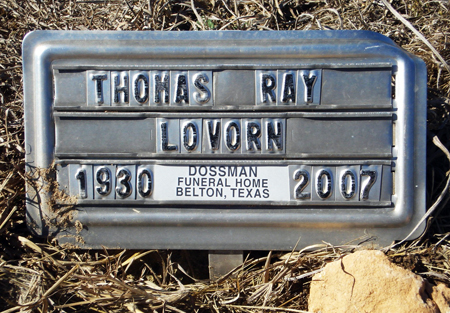 THOMAS RAY
LOVORN
1930 DOSSMAN 2007
FUNERAL HOME
BELTON, TEXAS